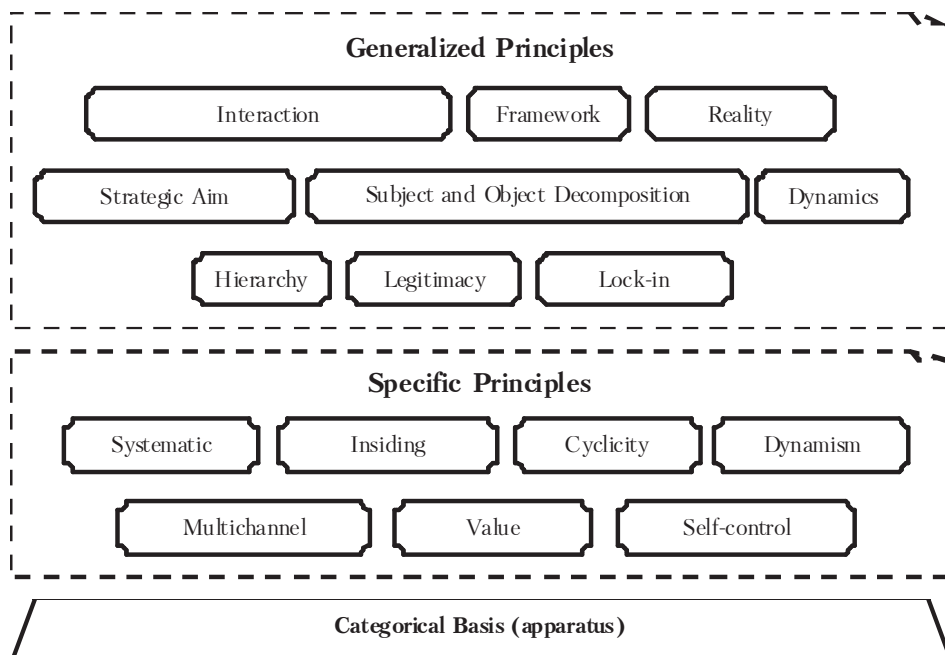 Generalized Principles
Interaction Framework Reality
Strategic Aim Subject and Object Decomposition Dynamics
Hierarchy Legitimacy Lock-in
Specific Principles
Systematic Insiding Cyclicity Dynamism
Multichannel Value Self-control
Categorical Basis (apparatus)